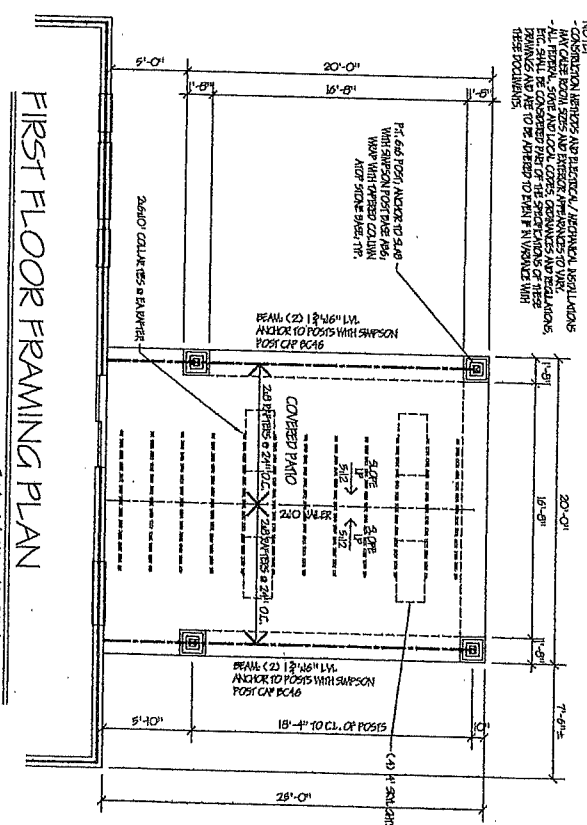 NOTE:
- CONSTRUCTION METHODS AND ELECTRICAL / MECHANICAL INSTALLATIONS
MAY CAUSE ROOM SIZES AND EXTERIOR APPEARANCES TO VARY.
- ALL FEDERAL, STATE AND LOCAL CODES, ORDINANCES AND REGULATIONS,
ETC. SHALL BE CONSIDERED PART OF THE SPECIFICATIONS OF THESE
DRAWINGS AND ARE TO BE ADHERED TO EVEN IF IN VARIANCE WITH
THESE DOCUMENTS.
5'-0"
20'-0"
1'-8"
16'-8"
1'-8"
P.T. 6x6 POST, ANCHOR TO SLAB
WITH SIMPSON POST BASE AB66
WRAP WITH TAPERED COLUMN
ATOP STONE BASE, TYP.
2x6x10' COLLAR TIES @ EA RAFTER
BEAM: (2) 1 3/4"x16" LVL
ANCHOR TO POSTS WITH SIMPSON
POST CAP BC46
1'-8"
16'-8"
1'-8"
20'-0"
7'-6"±
COVERED PATIO
2x8 RAFTERS @ 24" O.C.
2x8 RAFTERS @ 24" O.C.
SLOPE
UP
5:12
SLOPE
UP
5:12
BEAM: (2) 1 3/4"x16" LVL
ANCHOR TO POSTS WITH SIMPSON
POST CAP BC46
5'-10"
18'-4" TO C.L. OF POSTS
10"
25'-0"
FIRST FLOOR FRAMING PLAN